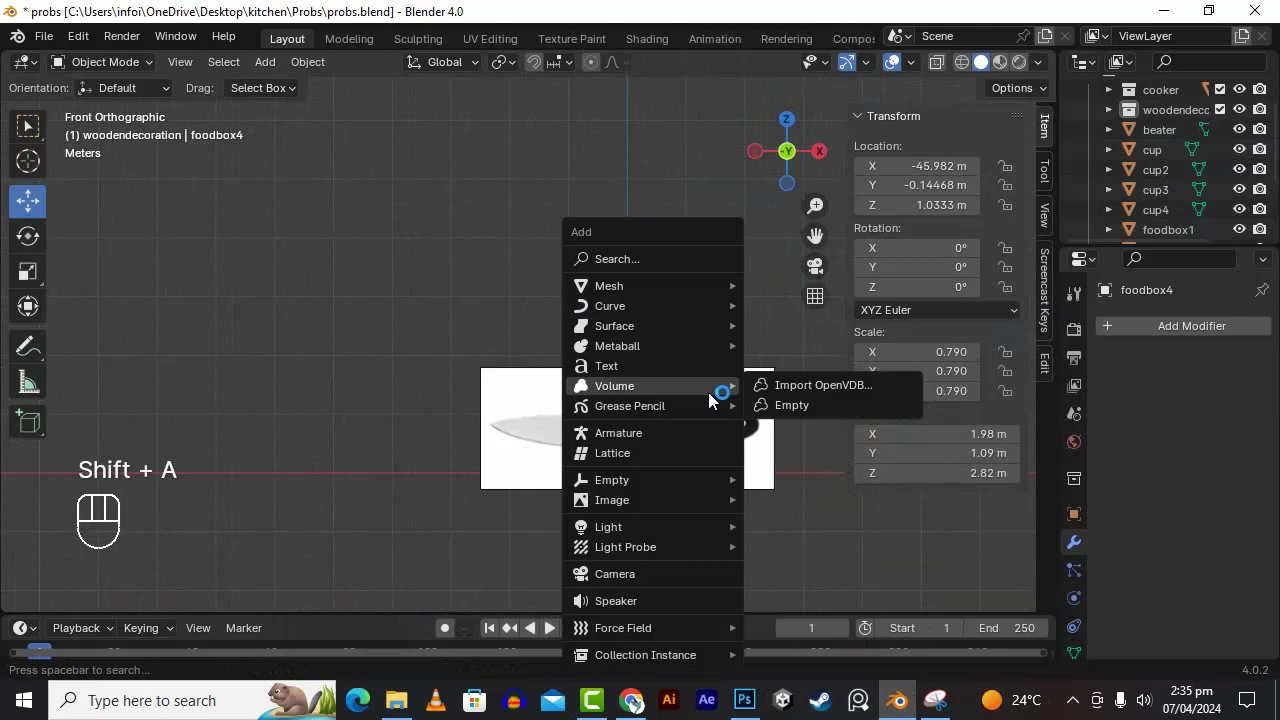 * probs [C:\Users\infoi\OneDrive\Desktop\kitchen\Probs\probs.blend] - Blender 4.0
File Edit Render Window Help Layout Modeling Sculpting UV Editing Texture Paint Shading Animation Rendering Compos Scene ViewLayer
Object Mode View Select Add Object Global
Orientation: Default Drag: Select Box Options
Front Orthographic
(1) woodendecoration | foodbox4
Meters
Z
X
-Y
Add
Search...
Mesh
Curve
Surface
Metaball
Text
Volume
Grease Pencil
Armature
Lattice
Empty
Image
Light
Light Probe
Camera
Speaker
Force Field
Collection Instance
Import OpenVDB...
Empty
Shift + A
Transform
Location:
X -45.982 m
Y -0.14468 m
Z 1.0333 m
Rotation:
X 0°
Y 0°
Z 0°
XYZ Euler
Scale:
X 0.790
0.790
0.790
X 1.98 m
Y 1.09 m
Z 2.82 m
Item
Tool
View
Screencast Keys
Edit
cooker
woodendecc
beater
cup
cup2
cup3
cup4
foodbox1
foodbox4
Add Modifier
Playback Keying View Marker 1 Start 1 End 250
Press spacebar to search... 4.0.2
Type here to search
Ai Ae Ps
24°C
2:35 pm
07/04/2024